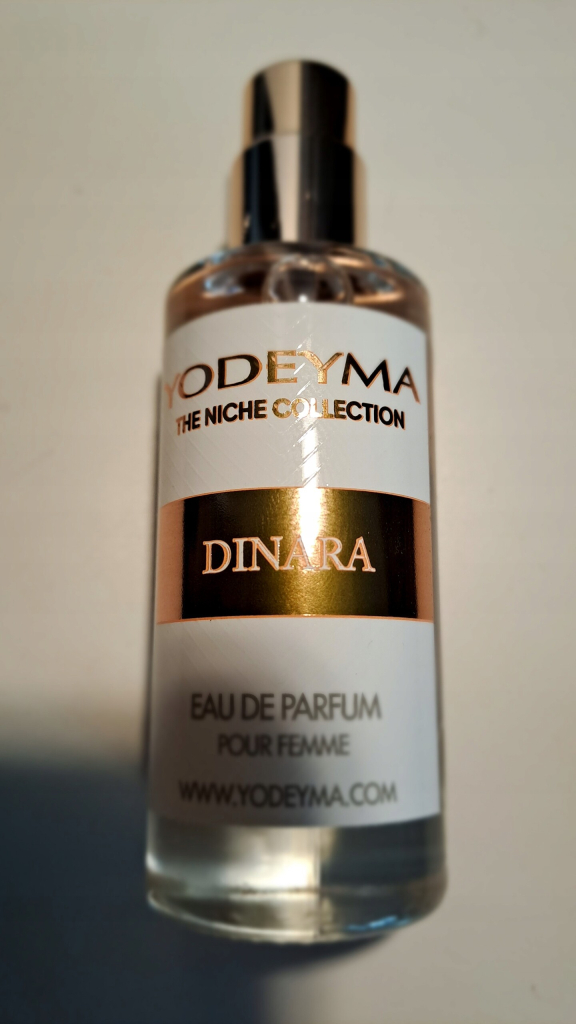 YODEYMA
THE NICHE COLLECTION
DINARA
EAU DE PARFUM
POUR FEMME
WWW.YODEYMA.COM